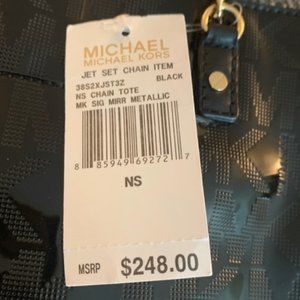 MICHAEL
MICHAEL KORS
JET SET CHAIN ITEM
38S2XJST3Z BLACK
NS CHAIN TOTE
MK SIG MIRR METALLIC
8 85949 69272 7
NS
MSRP $248.00